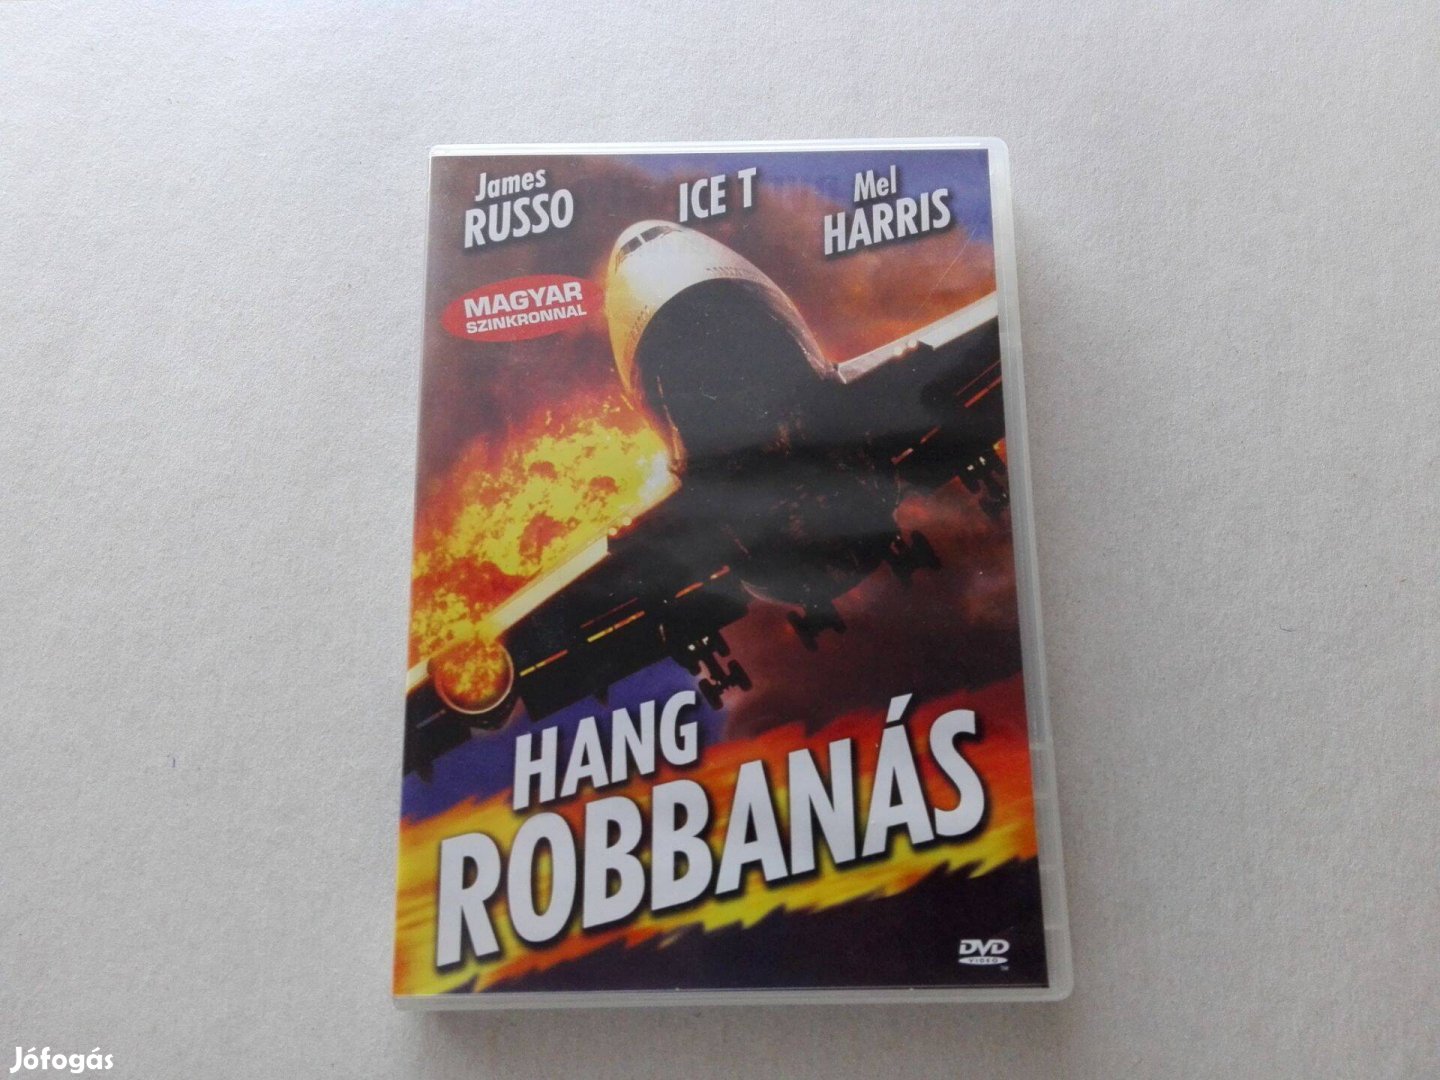 James
RUSSO
ICE T
Mel
HARRIS
MAGYAR
SZINKRONNAL
HANG
ROBBANÁS
DVD
VIDEO
Jófogás